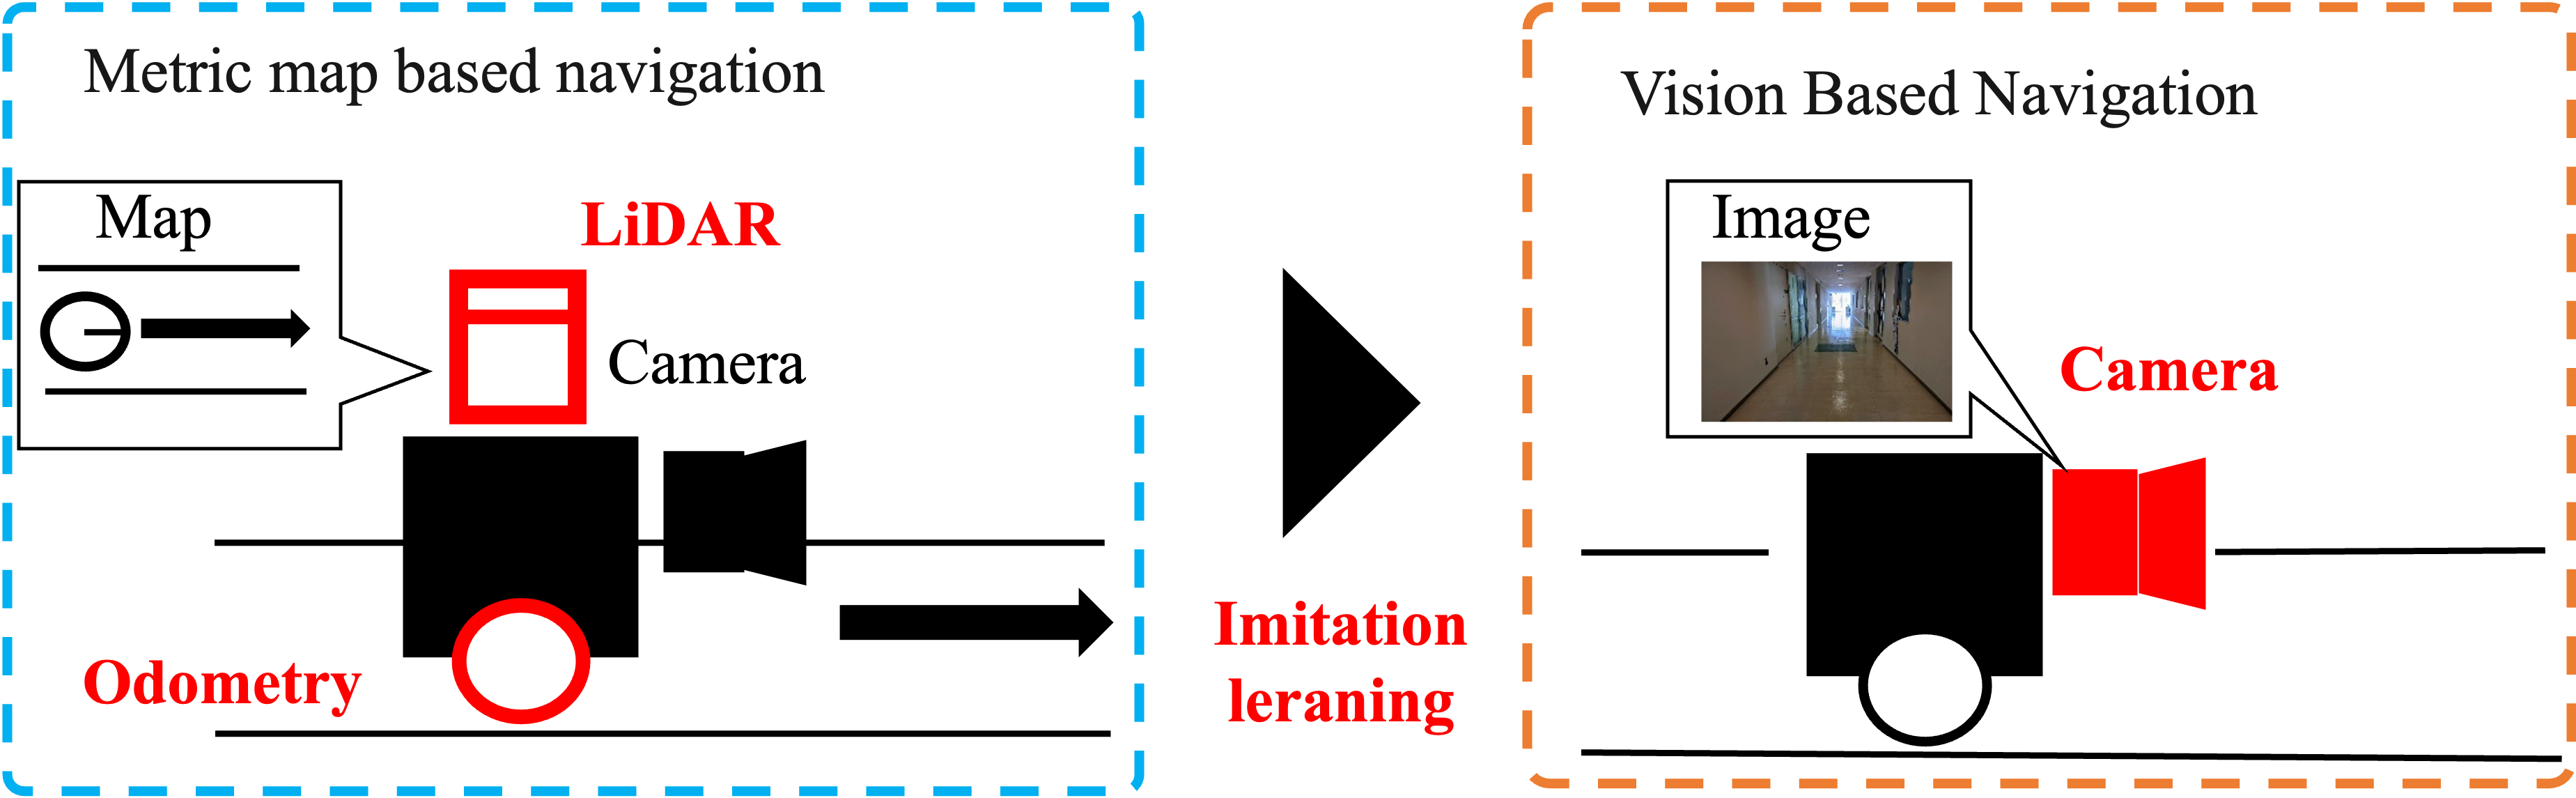 Metric map based navigation
Map
LiDAR
Camera
Odometry
Imitation
leraning
Vision Based Navigation
Image
Camera